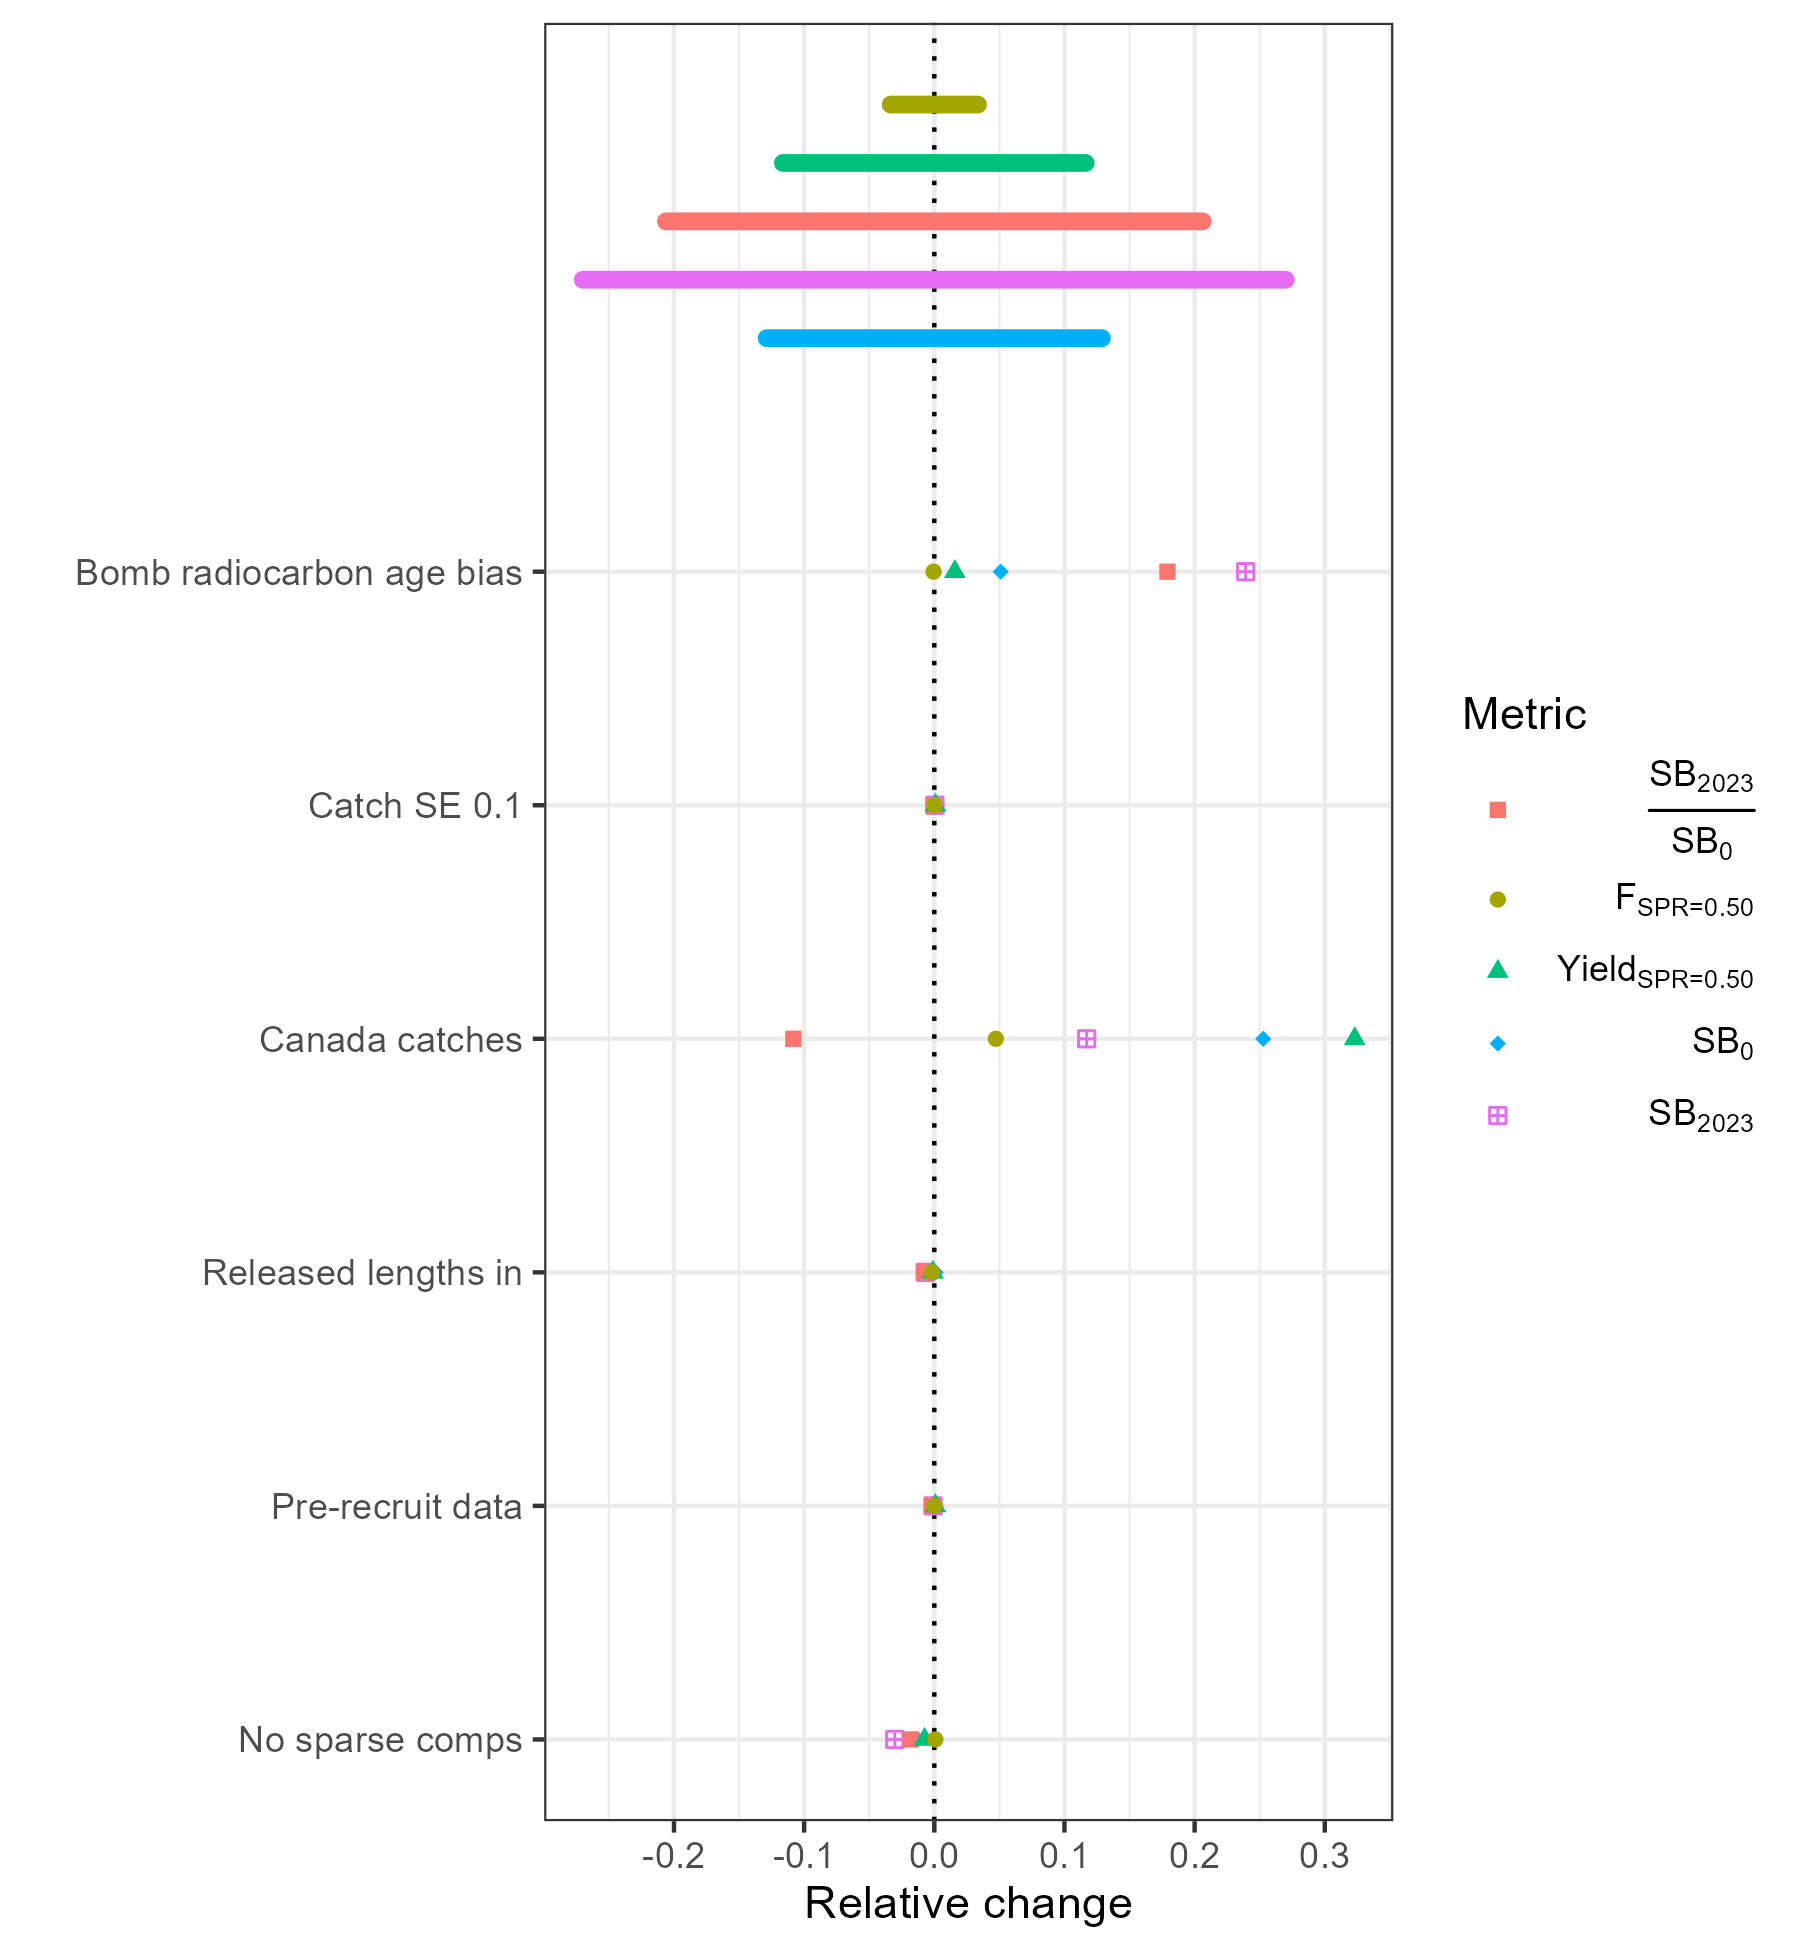 Bomb radiocarbon age bias
Catch SE 0.1
Canada catches
Released lengths in
Pre-recruit data
No sparse comps
-0.2 -0.1 0.0 0.1 0.2 0.3
Relative change
Metric
SB2023
SB0
FSPR=0.50
YieldSPR=0.50
SB0
SB2023